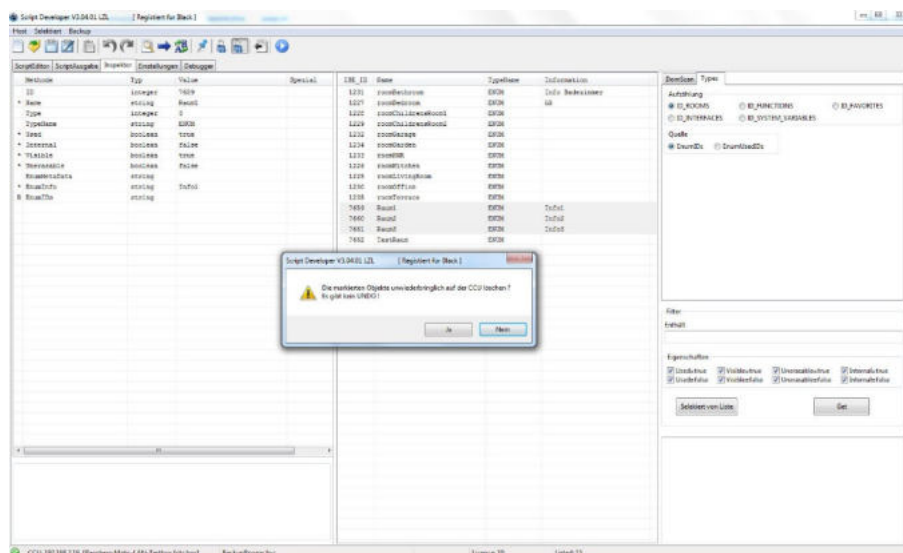 Script Developer V3.04.01 LZL [ Registiert für Black ]
Host Selektiert Backup
ScriptEditor ScriptAusgabe Inspektor Einstellungen Debugger
Methode Typ Value Spezial
ID integer 7659
* Name string Raum1
Type integer
TypeName string ENUM
* Used boolean true
* Internal boolean false
* Visible boolean true
* Unerasable boolean false
EnumMetaData string
* EnumInfo string Info1
R EnumIDs string
ISE_ID Name TypeName Information
1231 roomBathroom ENUM Info Badezimmer
1227 roomBedroom ENUM
roomChildrensRoom1 ENUM
roomChildrensRoom2 ENUM
1232 roomGarage ENUM
1234 roomGarden ENUM
1233 roomHWR ENUM
roomKitchen ENUM
roomLivingRoom ENUM
1230 roomOffice ENUM
roomTerrace ENUM
7659 Raum1 ENUM Info1
7660 Raum2 ENUM Info2
7661 Raum3 ENUM Info3
7662 TestRaum ENUM
DomScan Types
Aufzählung
ID_ROOMS ID_FUNCTIONS ID_FAVORITES
ID_INTERFACES ID_SYSTEM_VARIABLES
Quelle
EnumIDs EnumUsedIDs
Script Developer V3.04.01 LZL [ Registiert für Black ]
Die markierten Objekte unwiederbringlich auf der CCU löschen ?
Es gibt kein UNDO !
Ja Nein
Filter
Enthält
Eigenschaften
Used=true Visible=true Unerasable=true Internal=true
Used=false Visible=false Unerasable=false Internal=false
Selektiert von Liste Get